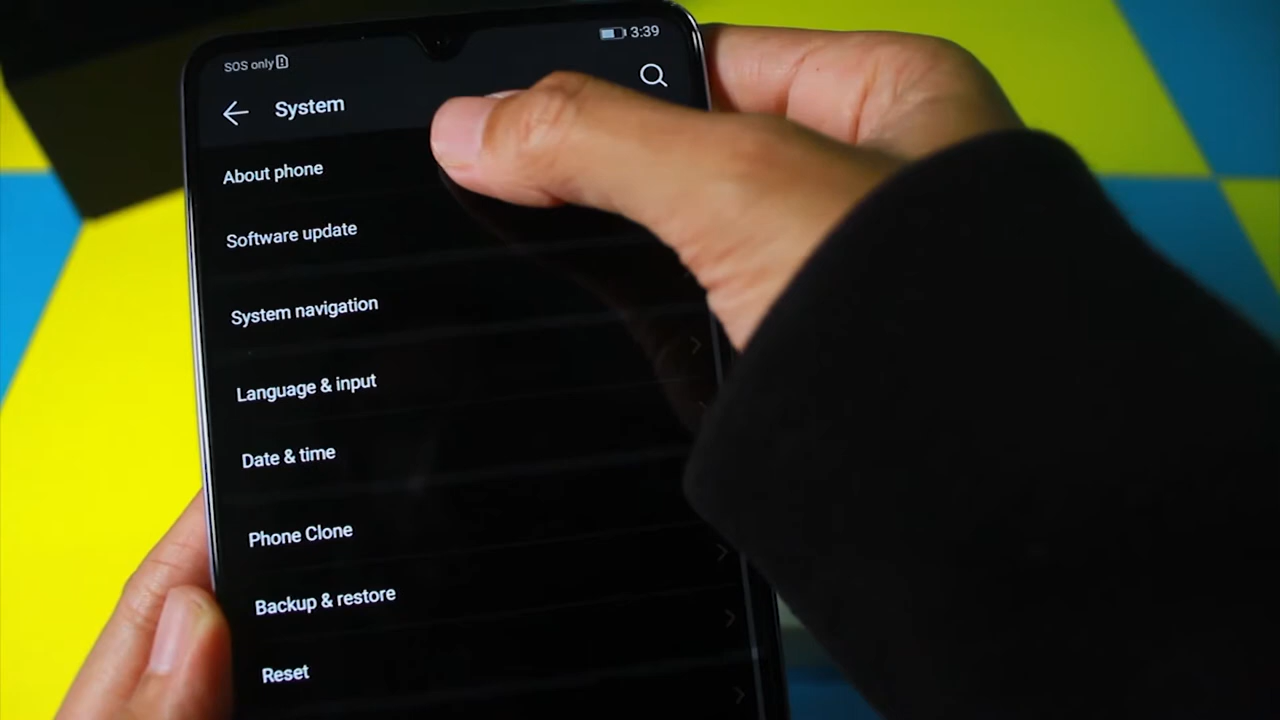 SOS only
3:39
System
About phone
Software update
System navigation
Language & input
Date & time
Phone Clone
Backup & restore
Reset